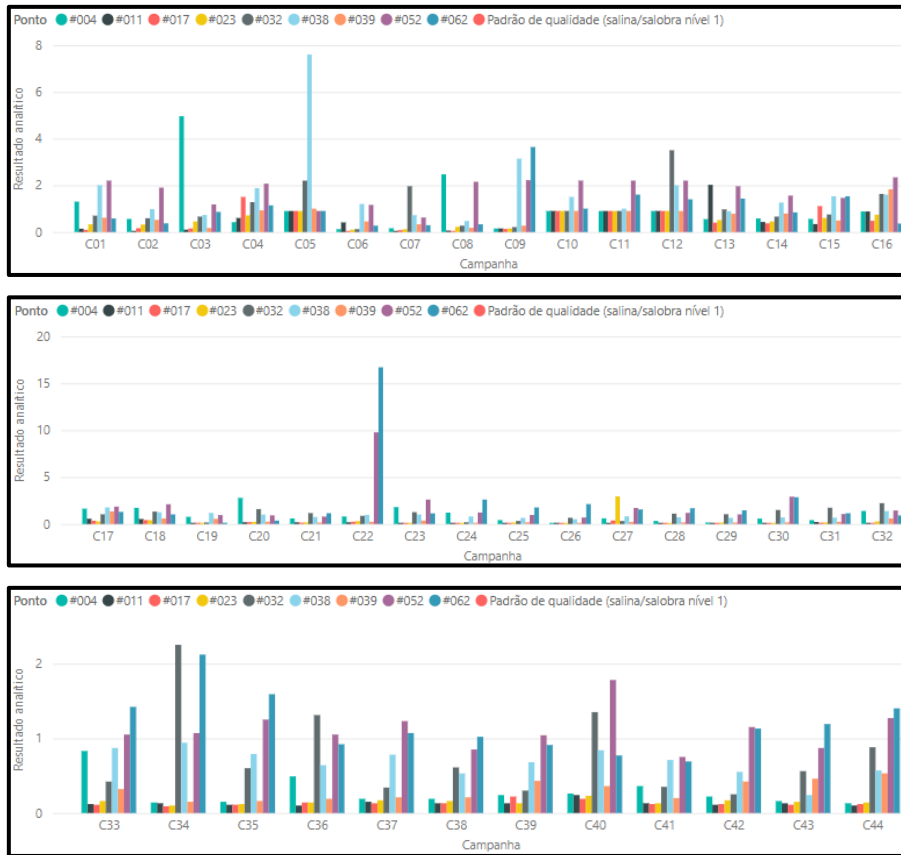 Ponto #004 #011 #017 #023 #032 #038 #039 #052 #062 Padrão de qualidade (salina/salobra nível 1)
8
6
4
2
0
Resultado analítico
C01 C02 C03 C04 C05 C06 C07 C08 C09 C10 C11 C12 C13 C14 C15 C16
Campanha
Ponto #004 #011 #017 #023 #032 #038 #039 #052 #062 Padrão de qualidade (salina/salobra nível 1)
20
15
10
5
0
Resultado analítico
C17 C18 C19 C20 C21 C22 C23 C24 C25 C26 C27 C28 C29 C30 C31 C32
Campanha
Ponto #004 #011 #017 #023 #032 #038 #039 #052 #062 Padrão de qualidade (salina/salobra nível 1)
2
1
0
Resultado analítico
C33 C34 C35 C36 C37 C38 C39 C40 C41 C42 C43 C44
Campanha